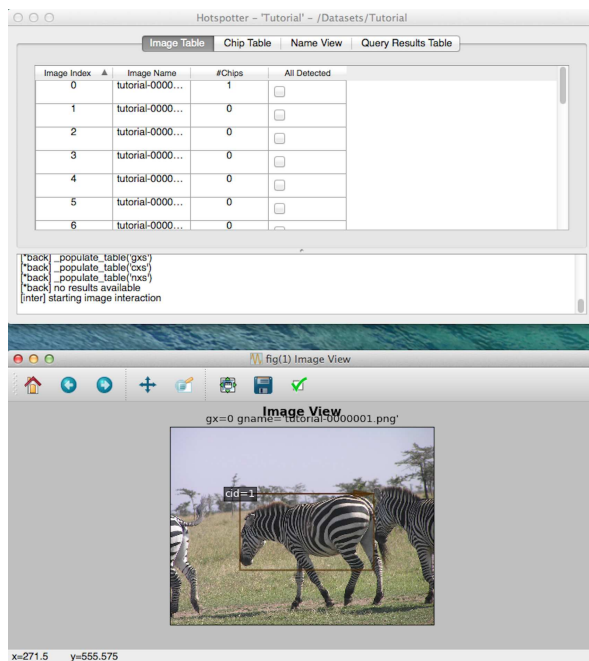 Hotspotter - 'Tutorial' - /Datasets/Tutorial
Image Table Chip Table Name View Query Results Table
Image Index Image Name #Chips All Detected
0 tutorial-0000... 1
1 tutorial-0000... 0
2 tutorial-0000... 0
3 tutorial-0000... 0
4 tutorial-0000... 0
5 tutorial-0000... 0
6 tutorial-0000... 0
[*back] _populate_table('gxs')
[*back] _populate_table('cxs')
[*back] _populate_table('nxs')
[*back] no results available
[inter] starting image interaction
fig(1) Image View
Image View
gx=0 gname='tutorial-0000001.png'
cid=1
x=271.5 y=555.575